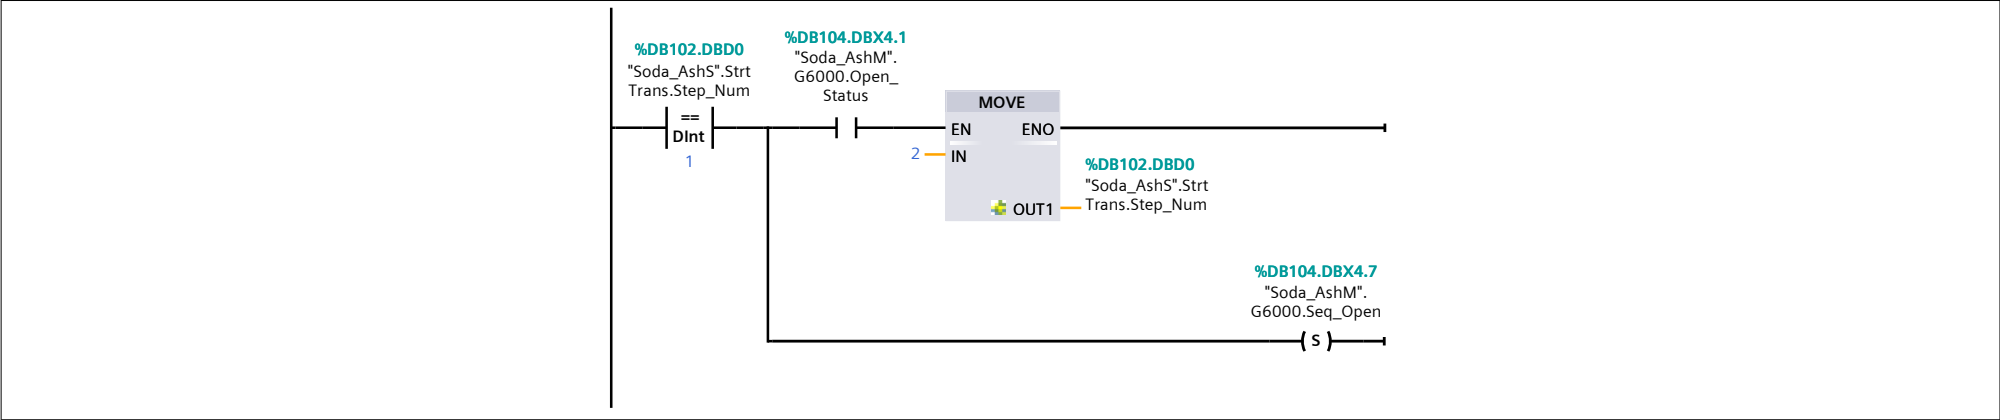 %DB102.DBD0
"Soda_AshS".Strt
Trans.Step_Num
==
DInt
1
%DB104.DBX4.1
"Soda_AshM".
G6000.Open_
Status
MOVE
EN
ENO
2
IN
OUT1
%DB102.DBD0
"Soda_AshS".Strt
Trans.Step_Num
%DB104.DBX4.7
"Soda_AshM".
G6000.Seq_Open
S